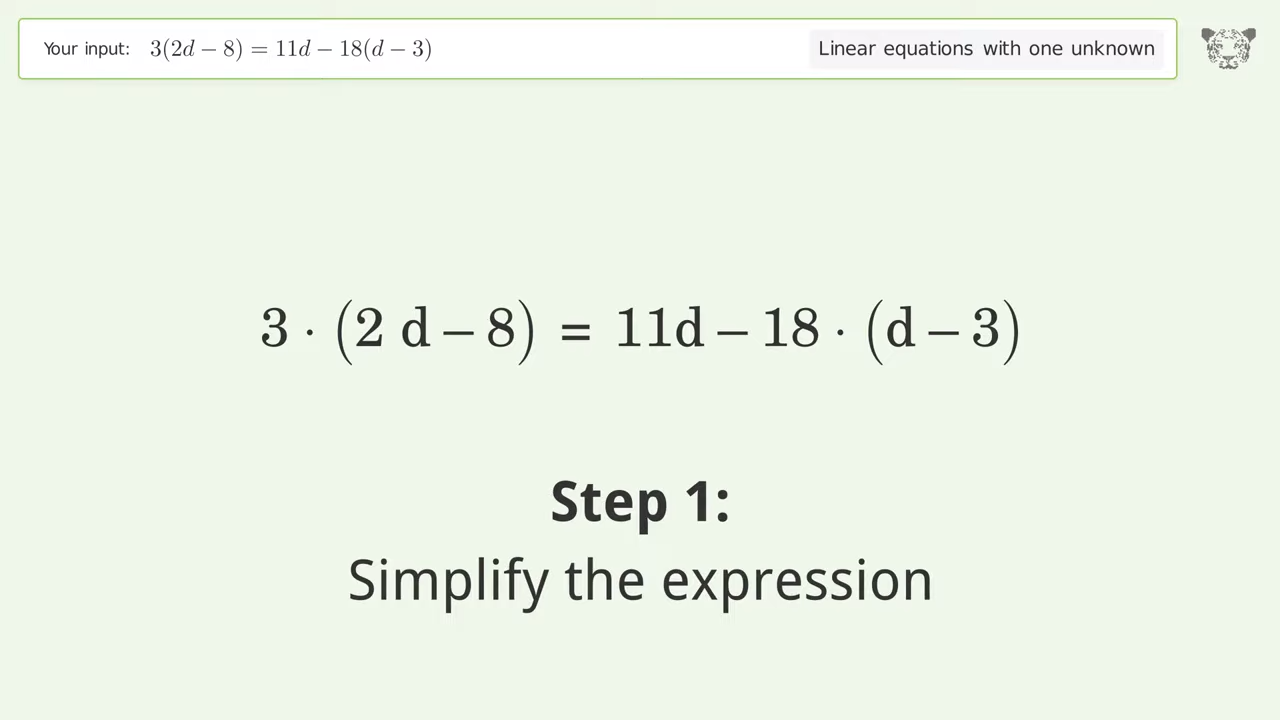 Your input: 3(2d − 8) = 11d − 18(d − 3) Linear equations with one unknown
3 · (2 d − 8) = 11d − 18 · (d − 3)
Step 1:
Simplify the expression